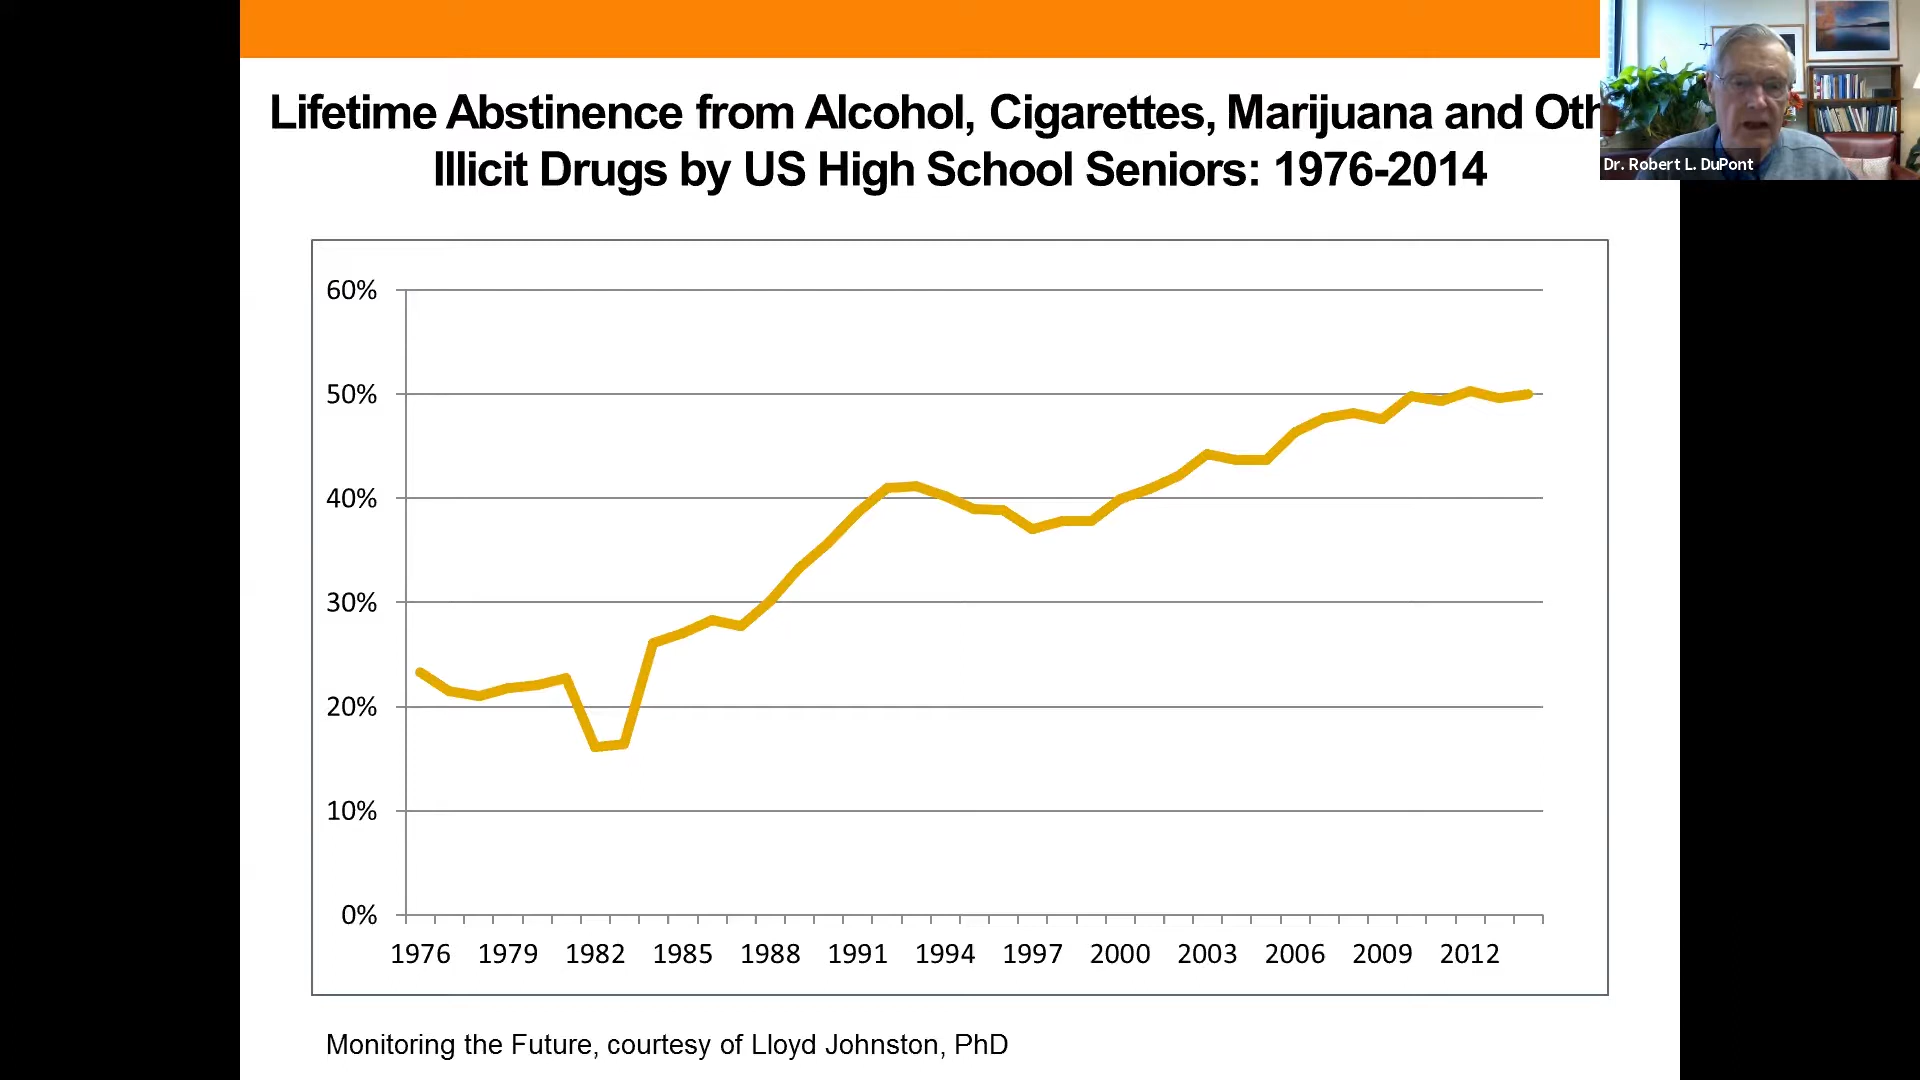 Lifetime Abstinence from Alcohol, Cigarettes, Marijuana and Oth
Illicit Drugs by US High School Seniors: 1976-2014
Dr. Robert L. DuPont
60%
50%
40%
30%
20%
10%
0%
1976 1979 1982 1985 1988 1991 1994 1997 2000 2003 2006 2009 2012
Monitoring the Future, courtesy of Lloyd Johnston, PhD